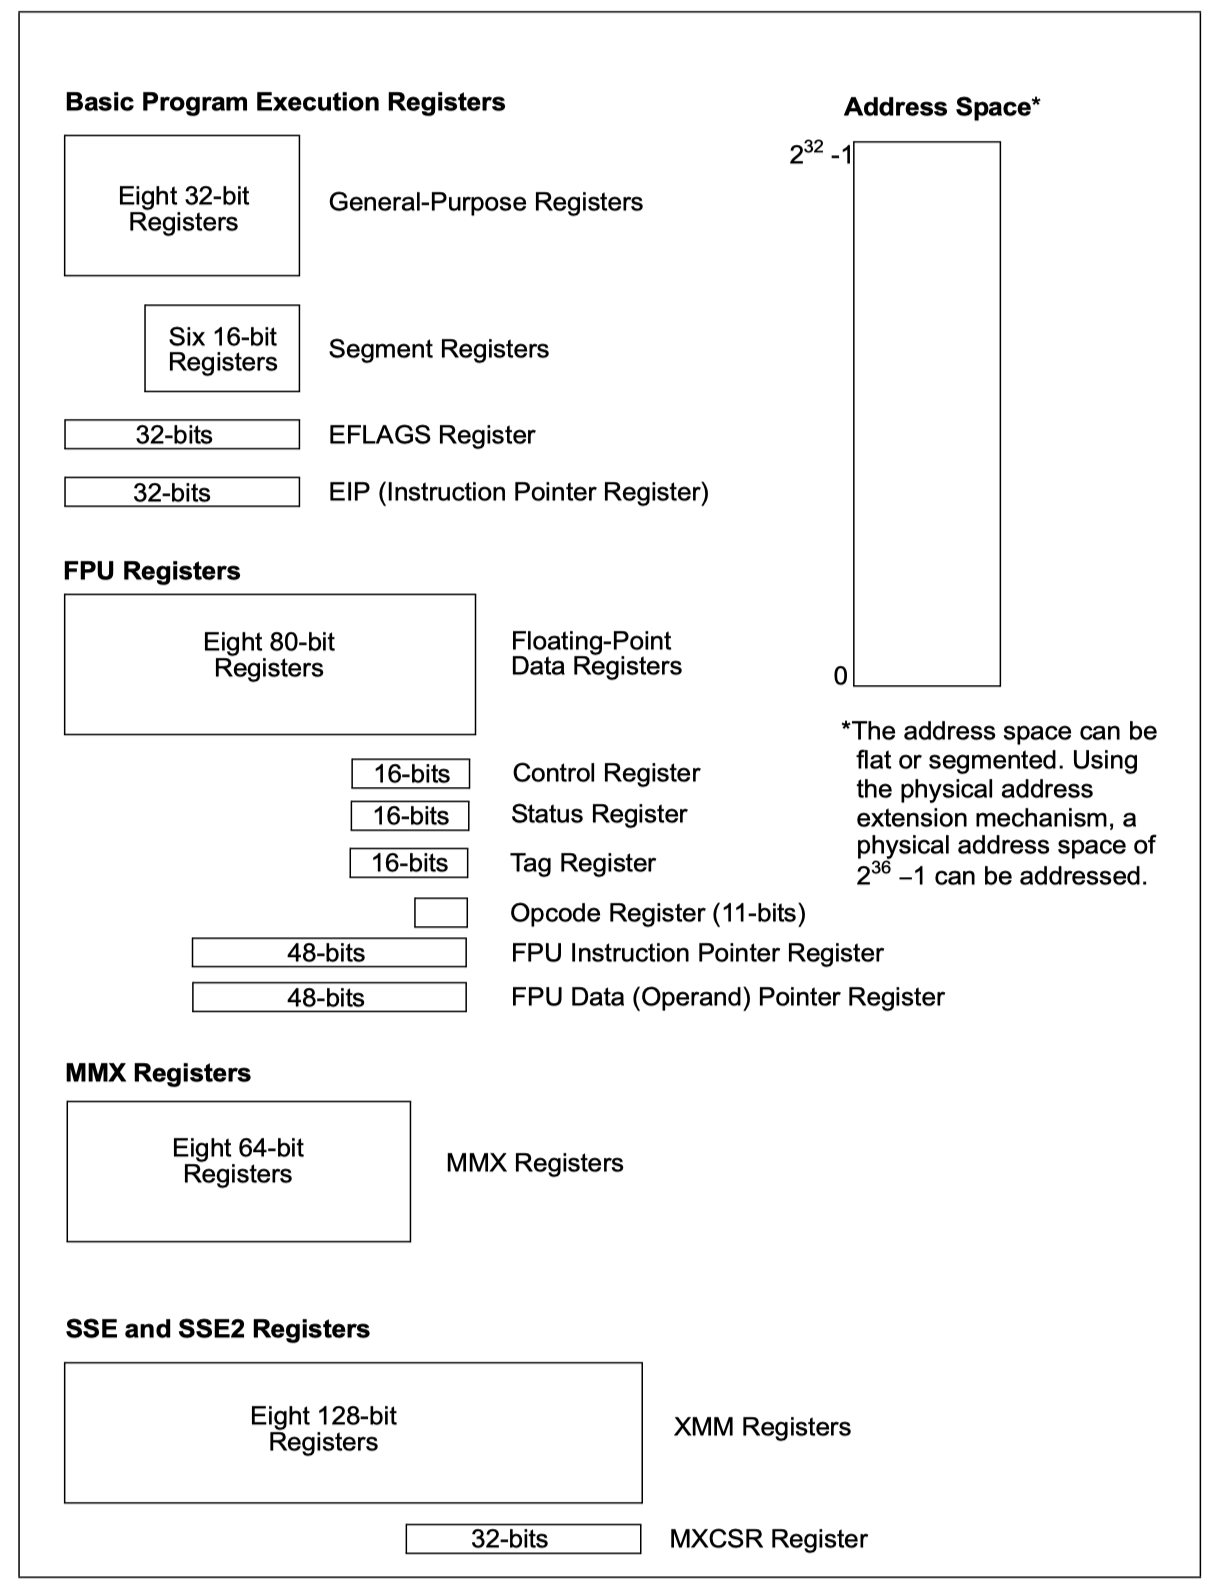 Basic Program Execution Registers
Eight 32-bit
Registers
General-Purpose Registers
Six 16-bit
Registers
Segment Registers
32-bits
EFLAGS Register
32-bits
EIP (Instruction Pointer Register)
FPU Registers
Eight 80-bit
Registers
Floating-Point
Data Registers
16-bits
Control Register
16-bits
Status Register
16-bits
Tag Register
Opcode Register (11-bits)
48-bits
FPU Instruction Pointer Register
48-bits
FPU Data (Operand) Pointer Register
MMX Registers
Eight 64-bit
Registers
MMX Registers
SSE and SSE2 Registers
Eight 128-bit
Registers
XMM Registers
32-bits
MXCSR Register
Address Space*
2³² -1
0
*The address space can be
flat or segmented. Using
the physical address
extension mechanism, a
physical address space of
2³⁶ –1 can be addressed.